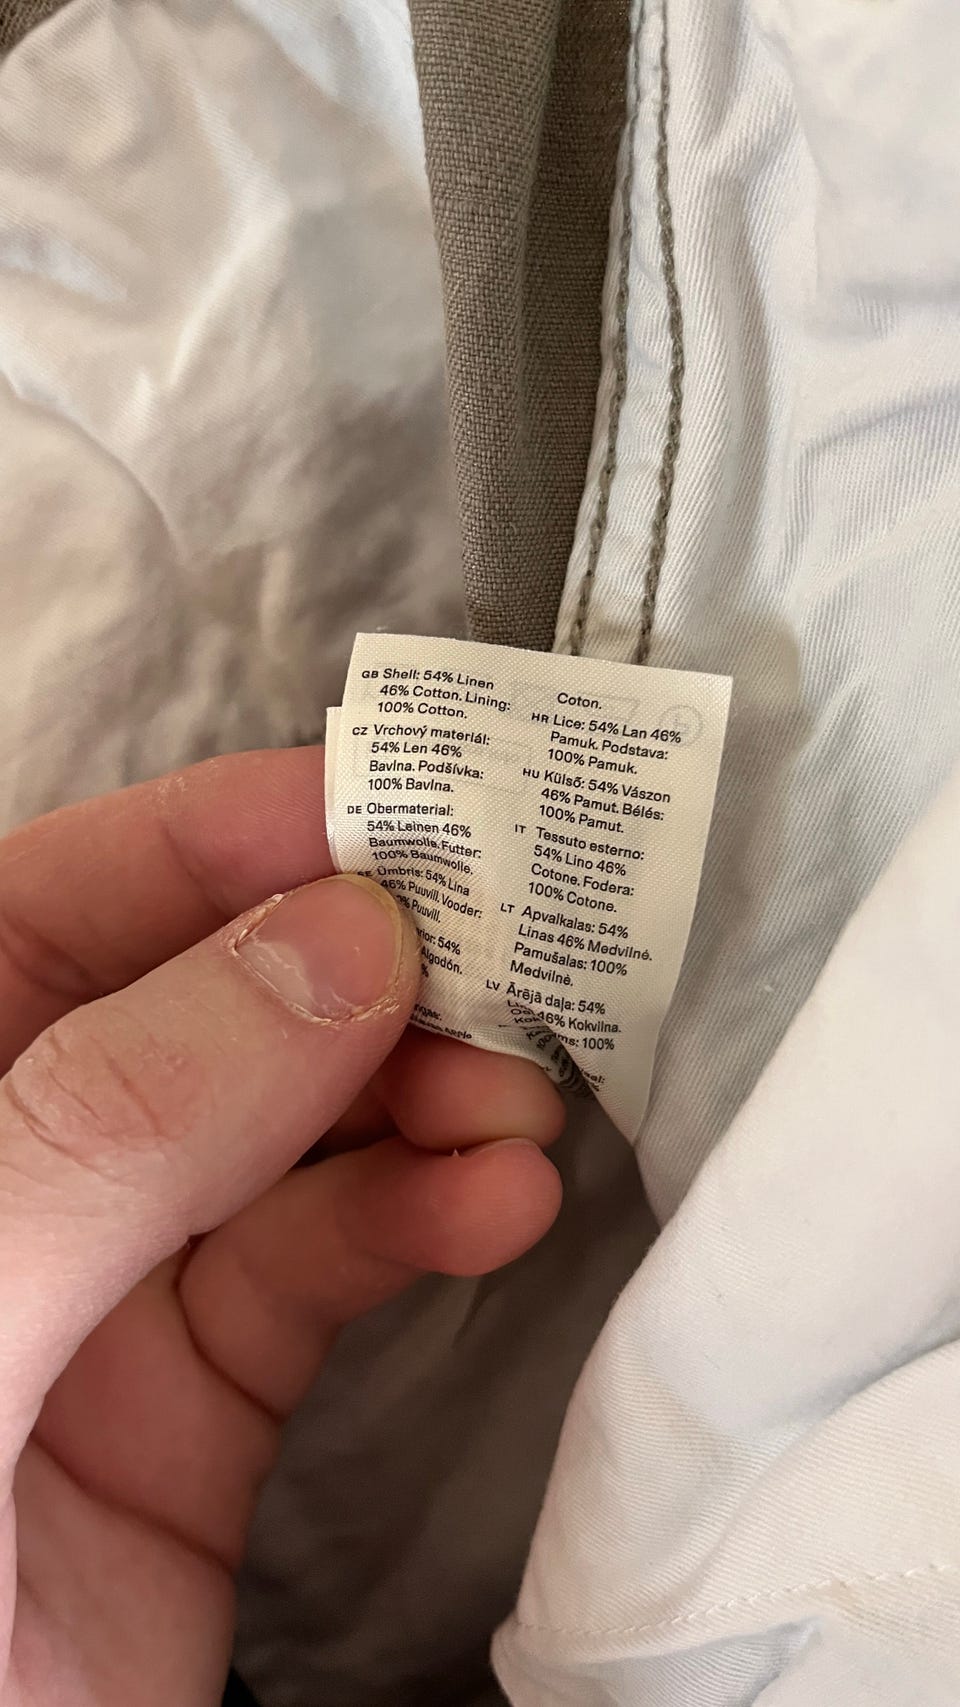 GB Shell: 54% Linen
46% Cotton. Lining:
100% Cotton.
CZ Vrchový materiál:
54% Len 46%
Bavlna. Podšívka:
100% Bavlna.
DE Obermaterial:
54% Leinen 46%
Baumwolle. Futter:
100% Baumwolle.
Ümbris: 54% Lina
46% Puuvill. Vooder:
Puuvill.
54%
Algodón.
Coton.
HR Lice: 54% Lan 46%
Pamuk. Podstava:
100% Pamuk.
HU Külső: 54% Vászon
46% Pamut. Bélés:
100% Pamut.
IT Tessuto esterno:
54% Lino 46%
Cotone. Fodera:
100% Cotone.
LT Apvalkalas: 54%
Linas 46% Medvilnė.
Pamušalas: 100%
Medvilnė.
LV Ārējā daļa: 54%
46% Kokvilna.
100%